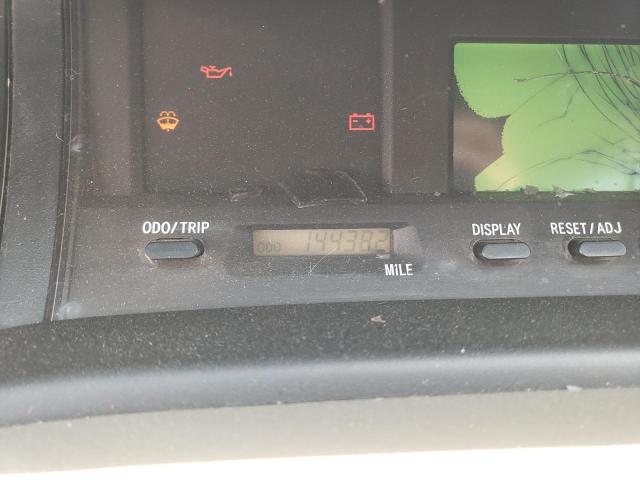 ODO/TRIP
ODO 144382
MiLE
DISPLAY
RESET/ADJ